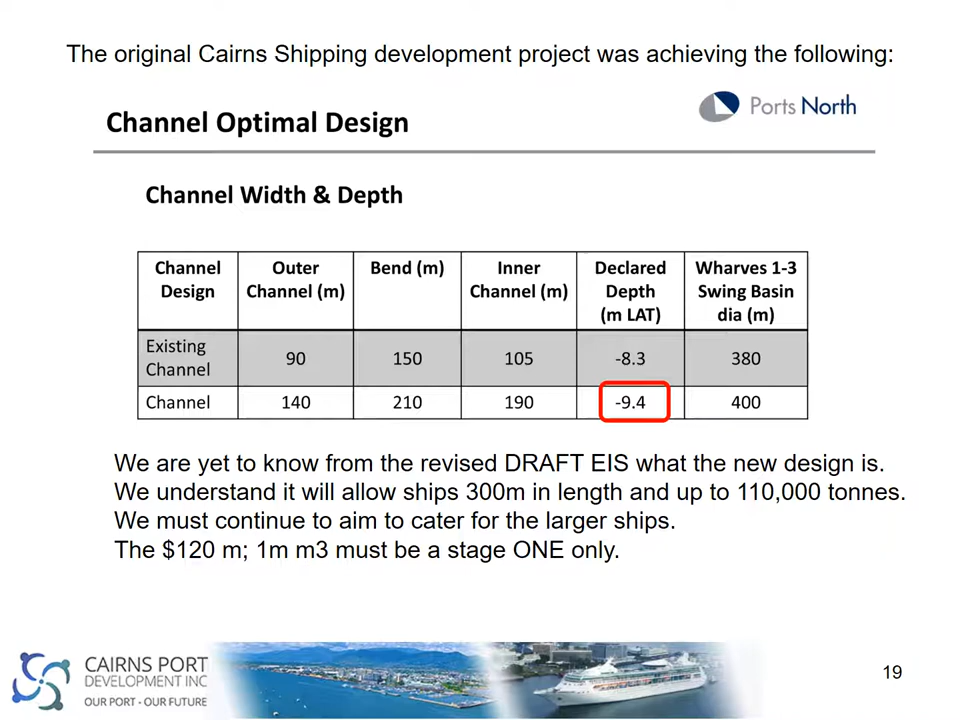 The original Cairns Shipping development project was achieving the following:
Ports North
Channel Optimal Design
Channel Width & Depth
Channel Design Outer Channel (m) Bend (m) Inner Channel (m) Declared Depth (m LAT) Wharves 1-3 Swing Basin dia (m)
Existing Channel 90 150 105 -8.3 380
Channel 140 210 190 -9.4 400
We are yet to know from the revised DRAFT EIS what the new design is.
We understand it will allow ships 300m in length and up to 110,000 tonnes.
We must continue to aim to cater for the larger ships.
The $120 m; 1m m3 must be a stage ONE only.
CAIRNS PORT
DEVELOPMENT INC
OUR PORT - OUR FUTURE
19